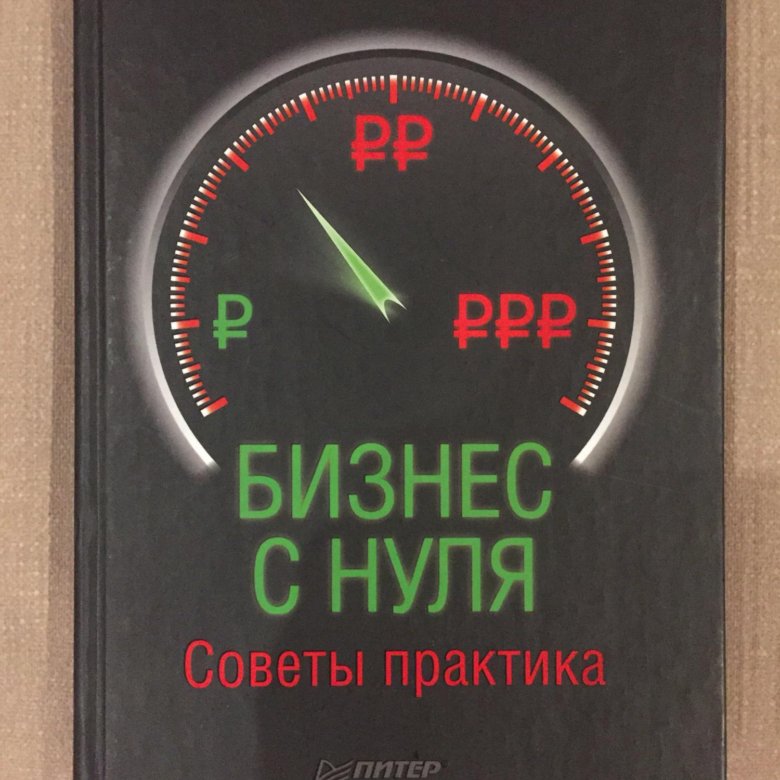 ₽₽
₽ ₽₽₽
БИЗНЕС
С НУЛЯ
Советы практика
ПИТЕР